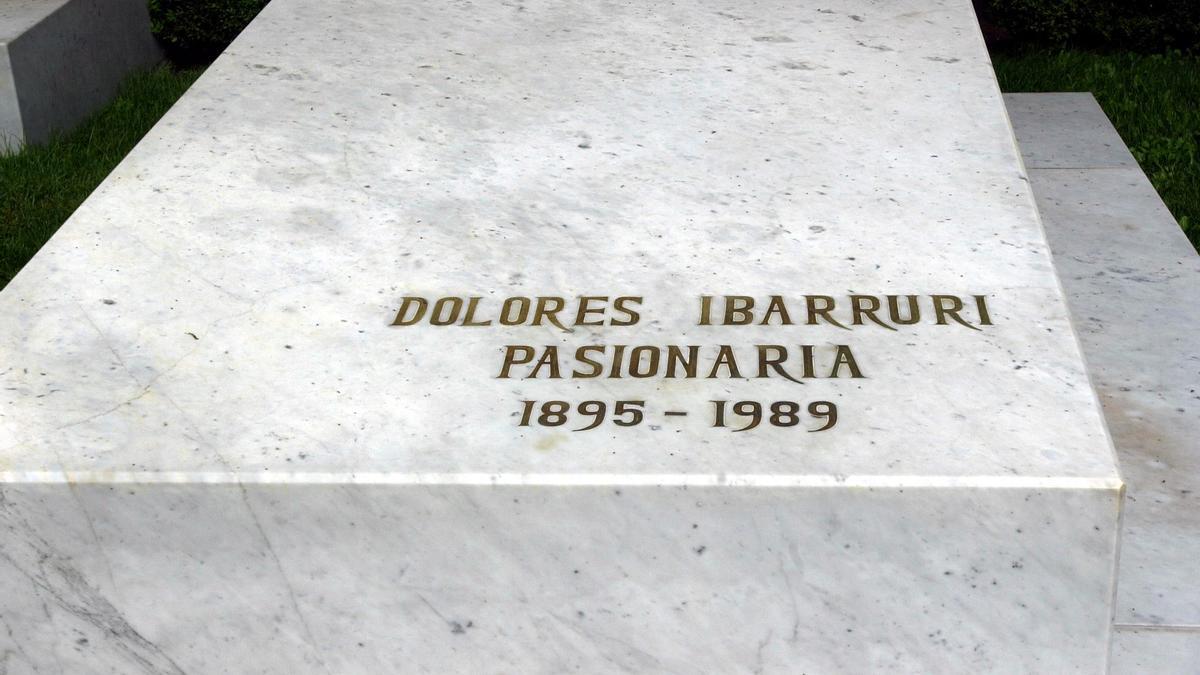 DOLORES IBARRURI
PASIONARIA
1895 - 1989